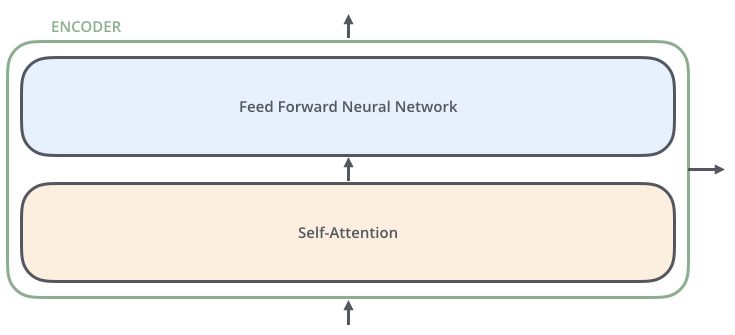 ENCODER
Feed Forward Neural Network
Self-Attention